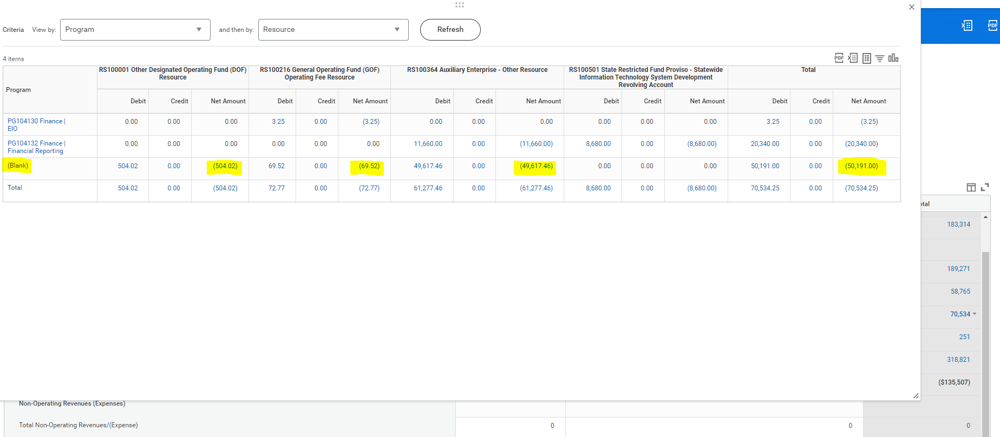 Criteria View by: Program and then by: Resource Refresh
X PDF
4 items
PDF X
RS100001 Other Designated Operating Fund (DOF) Resource
RS100216 General Operating Fund (GOF) Operating Fee Resource
RS100364 Auxiliary Enterprise - Other Resource
RS100501 State Restricted Fund Proviso - Statewide Information Technology System Development Revolving Account
Total
Program
Debit Credit Net Amount Debit Credit Net Amount Debit Credit Net Amount Debit Credit Net Amount Debit Credit Net Amount
PG104130 Finance | EIO 0.00 0.00 0.00 3.25 0.00 (3.25) 0.00 0.00 0.00 0.00 0.00 0.00 3.25 0.00 (3.25)
PG104132 Finance | Financial Reporting 0.00 0.00 0.00 0.00 0.00 0.00 11,660.00 0.00 (11,660.00) 8,680.00 0.00 (8,680.00) 20,340.00 0.00 (20,340.00)
(Blank) 504.02 0.00 (504.02) 69.52 0.00 (69.52) 49,617.46 0.00 (49,617.46) 0.00 0.00 0.00 50,191.00 0.00 (50,191.00)
Total 504.02 0.00 (504.02) 72.77 0.00 (72.77) 61,277.46 0.00 (61,277.46) 8,680.00 0.00 (8,680.00) 70,534.25 0.00 (70,534.25)
otal
183,314
189,271
58,765
70,534
251
318,821
($135,507)
Non-Operating Revenues (Expenses)
Total Non-Operating Revenues/(Expense) 0 0 0